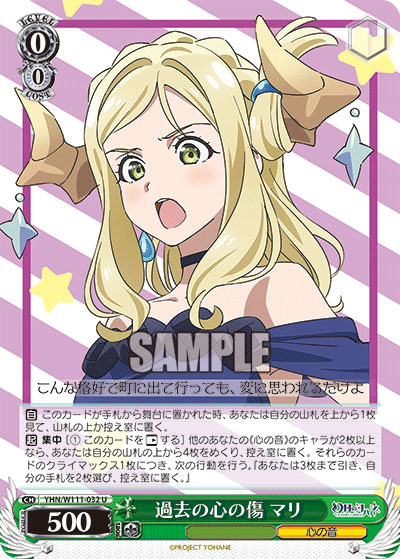 LEVEL
0
0
COST
SAMPLE
こんな格好で町に出て行っても、変に思われるだけよ
自 このカードが手札から舞台に置かれた時、あなたは自分の山札を上から1枚
見て、山札の上か控え室に置く。
起 集中 [① このカードを▭する] 他のあなたの《心の音》のキャラが2枚以上
なら、あなたは自分の山札の上から4枚をめくり、控え室に置く。それらのカー
ドのクライマックス1枚につき、次の行動を行う。『あなたは3枚まで引き、自分
の手札を2枚選び、控え室に置く。』
CH YHN/W111-032 U
500
過去の心の傷 マリ
心の音
©PROJECT YOHANE